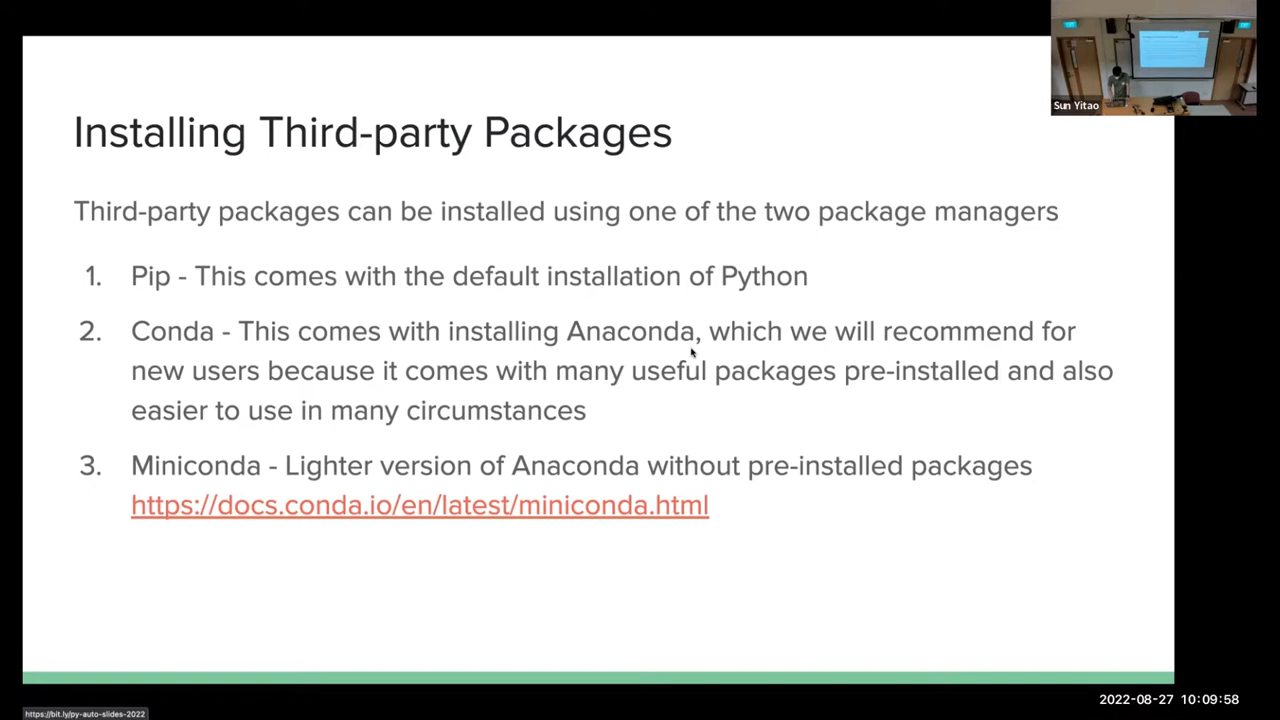 Sun Yitao
Installing Third-party Packages
Third-party packages can be installed using one of the two package managers
1. Pip - This comes with the default installation of Python
2. Conda - This comes with installing Anaconda, which we will recommend for
new users because it comes with many useful packages pre-installed and also
easier to use in many circumstances
3. Miniconda - Lighter version of Anaconda without pre-installed packages
https://docs.conda.io/en/latest/miniconda.html
2022-08-27 10:09:58
https://bit.ly/py-auto-slides-2022